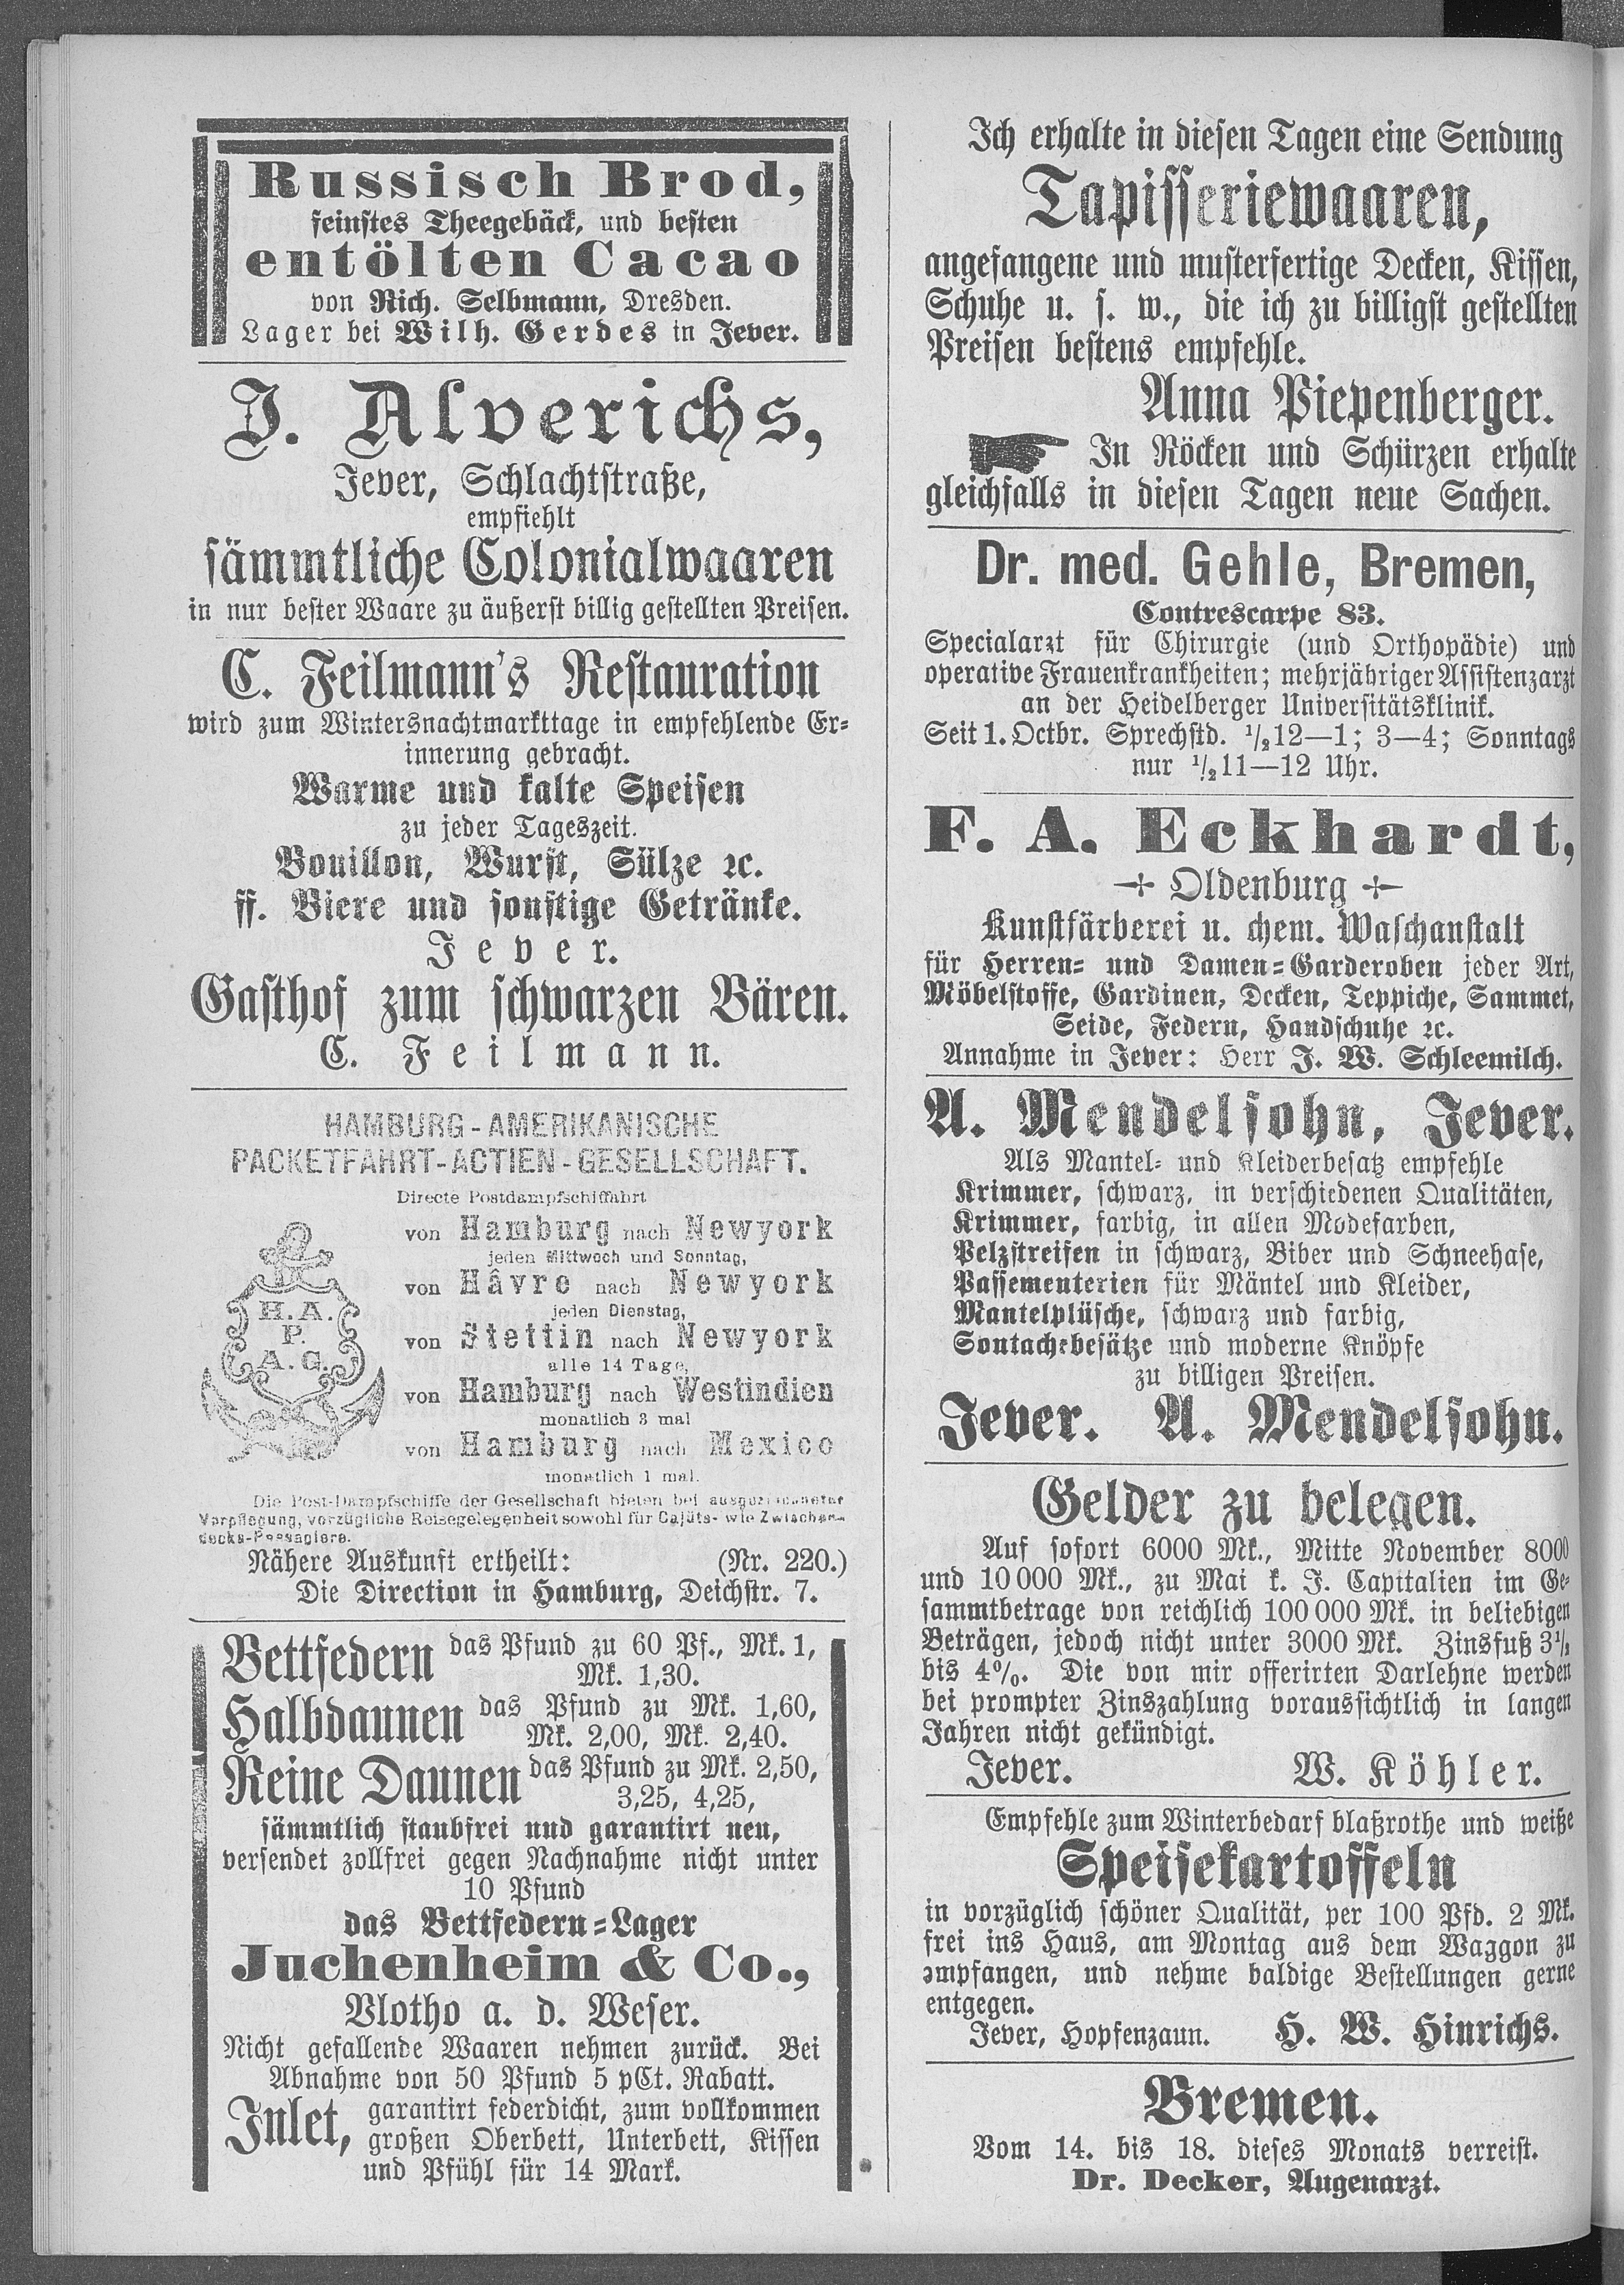 Russisch Brod,
feinstes Theegebäck, und besten
entölten Cacao
von Rich. Selbmann, Dresden.
Lager bei Wilh. Gerdes in Jever.
J. Alverichs,
Jever, Schlachtstraße,
empfiehlt
sämmtliche Colonialwaaren
in nur bester Waare zu äußerst billig gestellten Preisen.
C. Feilmann's Restauration
wird zum Wintersnachtmarkttage in empfehlende Er-
innerung gebracht.
Warme und kalte Speisen
zu jeder Tageszeit.
Bouillon, Wurst, Sülze ꝛc.
ff. Biere und sonstige Getränke.
Jever.
Gasthof zum schwarzen Bären.
C. Feilmann.
HAMBURG-AMERIKANISCHE
PACKETFAHRT-ACTIEN-GESELLSCHAFT.
Directe Postdampfschiffahrt
von Hamburg nach Newyork
jeden Mittwoch und Sonntag,
von Hâvre nach Newyork
jeden Dienstag,
von Stettin nach Newyork
alle 14 Tage,
von Hamburg nach Westindien
monatlich 3 mal
von Hamburg nach Mexico
monatlich 1 mal.
H. A.
P.
A. G.
Die Post-Dampfschiffe der Gesellschaft bieten bei ausgezeichneter
Verpflegung, vorzügliche Reisegelegenheit sowohl für Cajüts- wie Zwischen-
decks-Passagiere.
Nähere Auskunft ertheilt: (Nr. 220.)
Die Direction in Hamburg, Deichstr. 7.
Bettfedern das Pfund zu 60 Pf., Mk. 1,
Mk. 1,30.
Halbdaunen das Pfund zu Mk. 1,60,
Mk. 2,00, Mk. 2,40.
Reine Daunen das Pfund zu Mk. 2,50,
3,25, 4,25,
sämmtlich staubfrei und garantirt neu,
versendet zollfrei gegen Nachnahme nicht unter
10 Pfund
das Bettfedern-Lager
Juchenheim & Co.,
Vlotho a. d. Weser.
Nicht gefallende Waaren nehmen zurück. Bei
Abnahme von 50 Pfund 5 pCt. Rabatt.
Inlet, garantirt federdicht, zum vollkommen
großen Oberbett, Unterbett, Kissen
und Pfühl für 14 Mark.
Ich erhalte in diesen Tagen eine Sendung
Tapisseriewaaren,
angefangene und musterfertige Decken, Kissen,
Schuhe u. s. w., die ich zu billigst gestellten
Preisen bestens empfehle.
Anna Piepenberger.
In Röcken und Schürzen erhalte
gleichfalls in diesen Tagen neue Sachen.
Dr. med. Gehle, Bremen,
Contrescarpe 83.
Specialarzt für Chirurgie (und Orthopädie) und
operative Frauenkrankheiten; mehrjähriger Assistenzarzt
an der Heidelberger Universitätsklinik.
Seit 1. Octbr. Sprechstd. 1/2 12—1; 3—4; Sonntags
nur 1/2 11—12 Uhr.
F. A. Eckhardt,
Oldenburg
Kunstfärberei u. chem. Waschanstalt
für Herren- und Damen-Garderoben jeder Art,
Möbelstoffe, Gardinen, Decken, Teppiche, Sammet,
Seide, Federn, Handschuhe ꝛc.
Annahme in Jever: Herr J. W. Schleemilch.
A. Mendelsohn, Jever.
Als Mantel- und Kleiderbesatz empfehle
Krimmer, schwarz, in verschiedenen Qualitäten,
Krimmer, farbig, in allen Modefarben,
Pelzstreifen in schwarz, Biber und Schneehase,
Passementerien für Mäntel und Kleider,
Mantelplüsche, schwarz und farbig,
Soutachebesätze und moderne Knöpfe
zu billigen Preisen.
Jever. A. Mendelsohn.
Gelder zu belegen.
Auf sofort 6000 Mk., Mitte November 8000
und 10 000 Mk., zu Mai k. J. Capitalien im Ge-
sammtbetrage von reichlich 100 000 Mk. in beliebigen
Beträgen, jedoch nicht unter 3000 Mk. Zinsfuß 3 1/2
bis 4%. Die von mir offerirten Darlehne werden
bei prompter Zinszahlung voraussichtlich in langen
Jahren nicht gekündigt.
Jever. W. Köhler.
Empfehle zum Winterbedarf blaßrothe und weiße
Speisekartoffeln
in vorzüglich schöner Qualität, per 100 Pfd. 2 Mk.
frei ins Haus, am Montag aus dem Waggon zu
empfangen, und nehme baldige Bestellungen gerne
entgegen.
Jever, Hopfenzaun. H. W. Hinrichs.
Bremen.
Vom 14. bis 18. dieses Monats verreist.
Dr. Decker, Augenarzt.